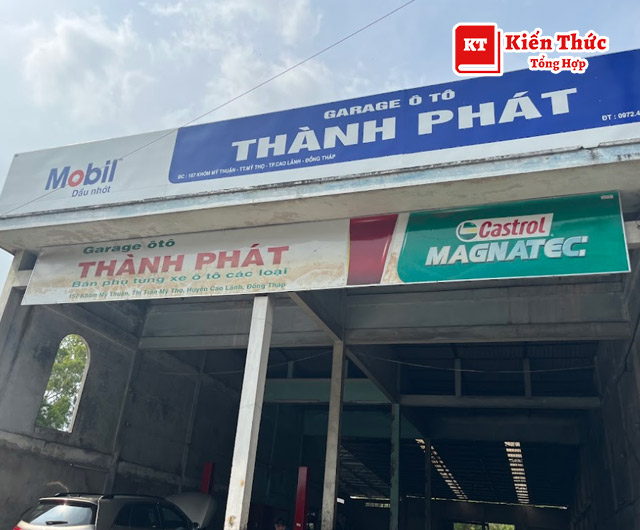 KT Kiến Thức
Tổng Hợp
GARAGE Ô TÔ
THÀNH PHÁT
ĐC : 157 KHÓM MỸ THUẬN - TT.MỸ THỌ - TP.CAO LÃNH - ĐỒNG THÁP
ĐT : 0972.4
Mobil
Dầu nhớt
Garage ôtô
THÀNH PHÁT
Bán phụ tùng xe ô tô các loại
157 Khóm Mỹ Thuận, Thị Trấn Mỹ Thọ, Huyện Cao Lãnh, Đồng Tháp
Castrol
MAGNATEC